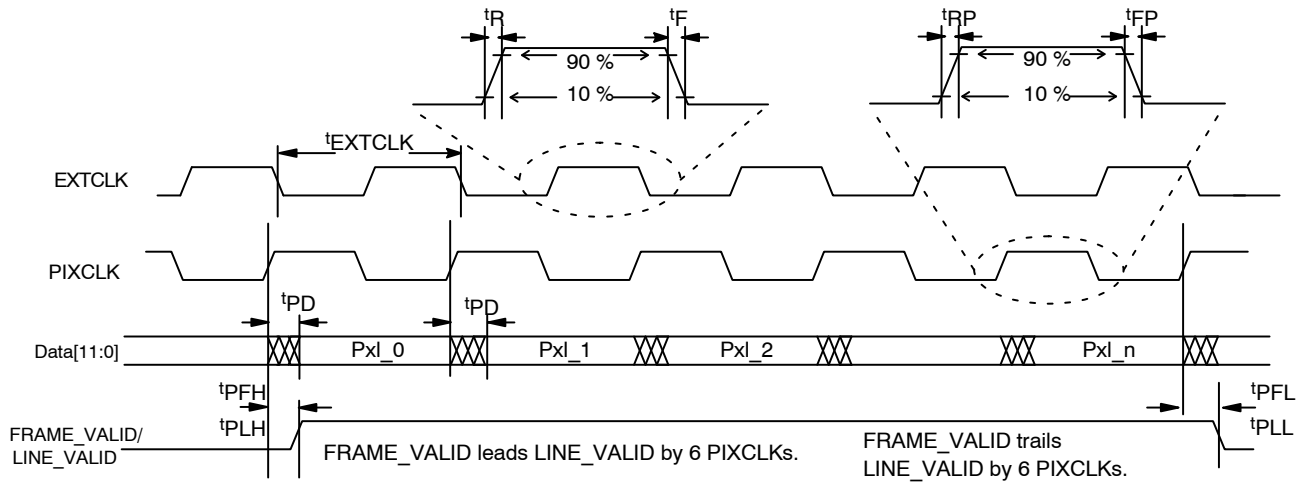 tR tF tRP tFP
90 % 90 %
10 % 10 %
tEXTCLK
EXTCLK
PIXCLK
tPD tPD
Data[11:0] Pxl_0 Pxl_1 Pxl_2 Pxl_n
tPFH tPFL
tPLH tPLL
FRAME_VALID/
LINE_VALID
FRAME_VALID leads LINE_VALID by 6 PIXCLKs.
FRAME_VALID trails
LINE_VALID by 6 PIXCLKs.